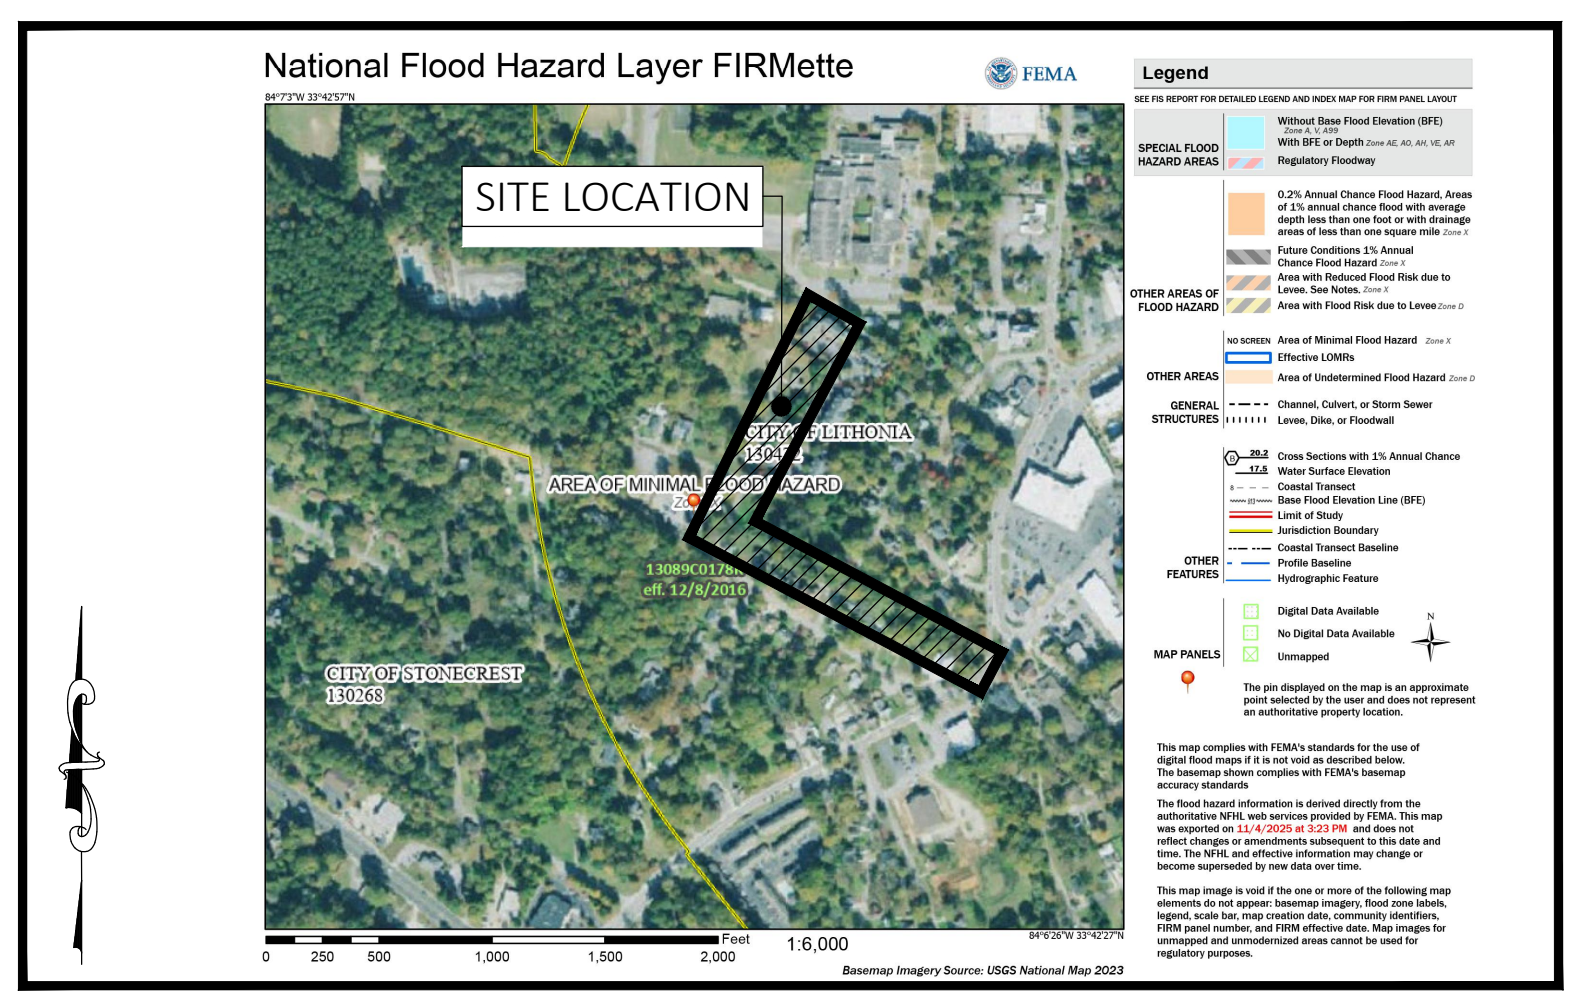 National Flood Hazard Layer FIRMette
FEMA
84°7'3"W 33°42'57"N
SITE LOCATION
CITY OF LITHONIA
130472
AREA OF MINIMAL FLOOD HAZARD
13089C0178K
eff. 12/8/2016
CITY OF STONECREST
130268
84°6'26"W 33°42'27"N
Feet
1:6,000
0 250 500 1,000 1,500 2,000
Basemap Imagery Source: USGS National Map 2023
Legend
SEE FIS REPORT FOR DETAILED LEGEND AND INDEX MAP FOR FIRM PANEL LAYOUT
SPECIAL FLOOD
HAZARD AREAS
Without Base Flood Elevation (BFE)
Zone A, V, A99
With BFE or Depth Zone AE, AO, AH, VE, AR
Regulatory Floodway
0.2% Annual Chance Flood Hazard, Areas
of 1% annual chance flood with average
depth less than one foot or with drainage
areas of less than one square mile Zone X
Future Conditions 1% Annual
Chance Flood Hazard Zone X
Area with Reduced Flood Risk due to
Levee. See Notes. Zone X
Area with Flood Risk due to Levee Zone D
OTHER AREAS OF
FLOOD HAZARD
NO SCREEN Area of Minimal Flood Hazard Zone X
Effective LOMRs
OTHER AREAS
Area of Undetermined Flood Hazard Zone D
GENERAL
STRUCTURES
Channel, Culvert, or Storm Sewer
Levee, Dike, or Floodwall
B 20.2 Cross Sections with 1% Annual Chance
17.5 Water Surface Elevation
8 Coastal Transect
Base Flood Elevation Line (BFE)
Limit of Study
Jurisdiction Boundary
Coastal Transect Baseline
OTHER
FEATURES
Profile Baseline
Hydrographic Feature
Digital Data Available
No Digital Data Available
Unmapped
MAP PANELS
N
The pin displayed on the map is an approximate
point selected by the user and does not represent
an authoritative property location.
This map complies with FEMA's standards for the use of
digital flood maps if it is not void as described below.
The basemap shown complies with FEMA's basemap
accuracy standards
The flood hazard information is derived directly from the
authoritative NFHL web services provided by FEMA. This map
was exported on 11/4/2025 at 3:23 PM and does not
reflect changes or amendments subsequent to this date and
time. The NFHL and effective information may change or
become superseded by new data over time.
This map image is void if the one or more of the following map
elements do not appear: basemap imagery, flood zone labels,
legend, scale bar, map creation date, community identifiers,
FIRM panel number, and FIRM effective date. Map images for
unmapped and unmodernized areas cannot be used for
regulatory purposes.